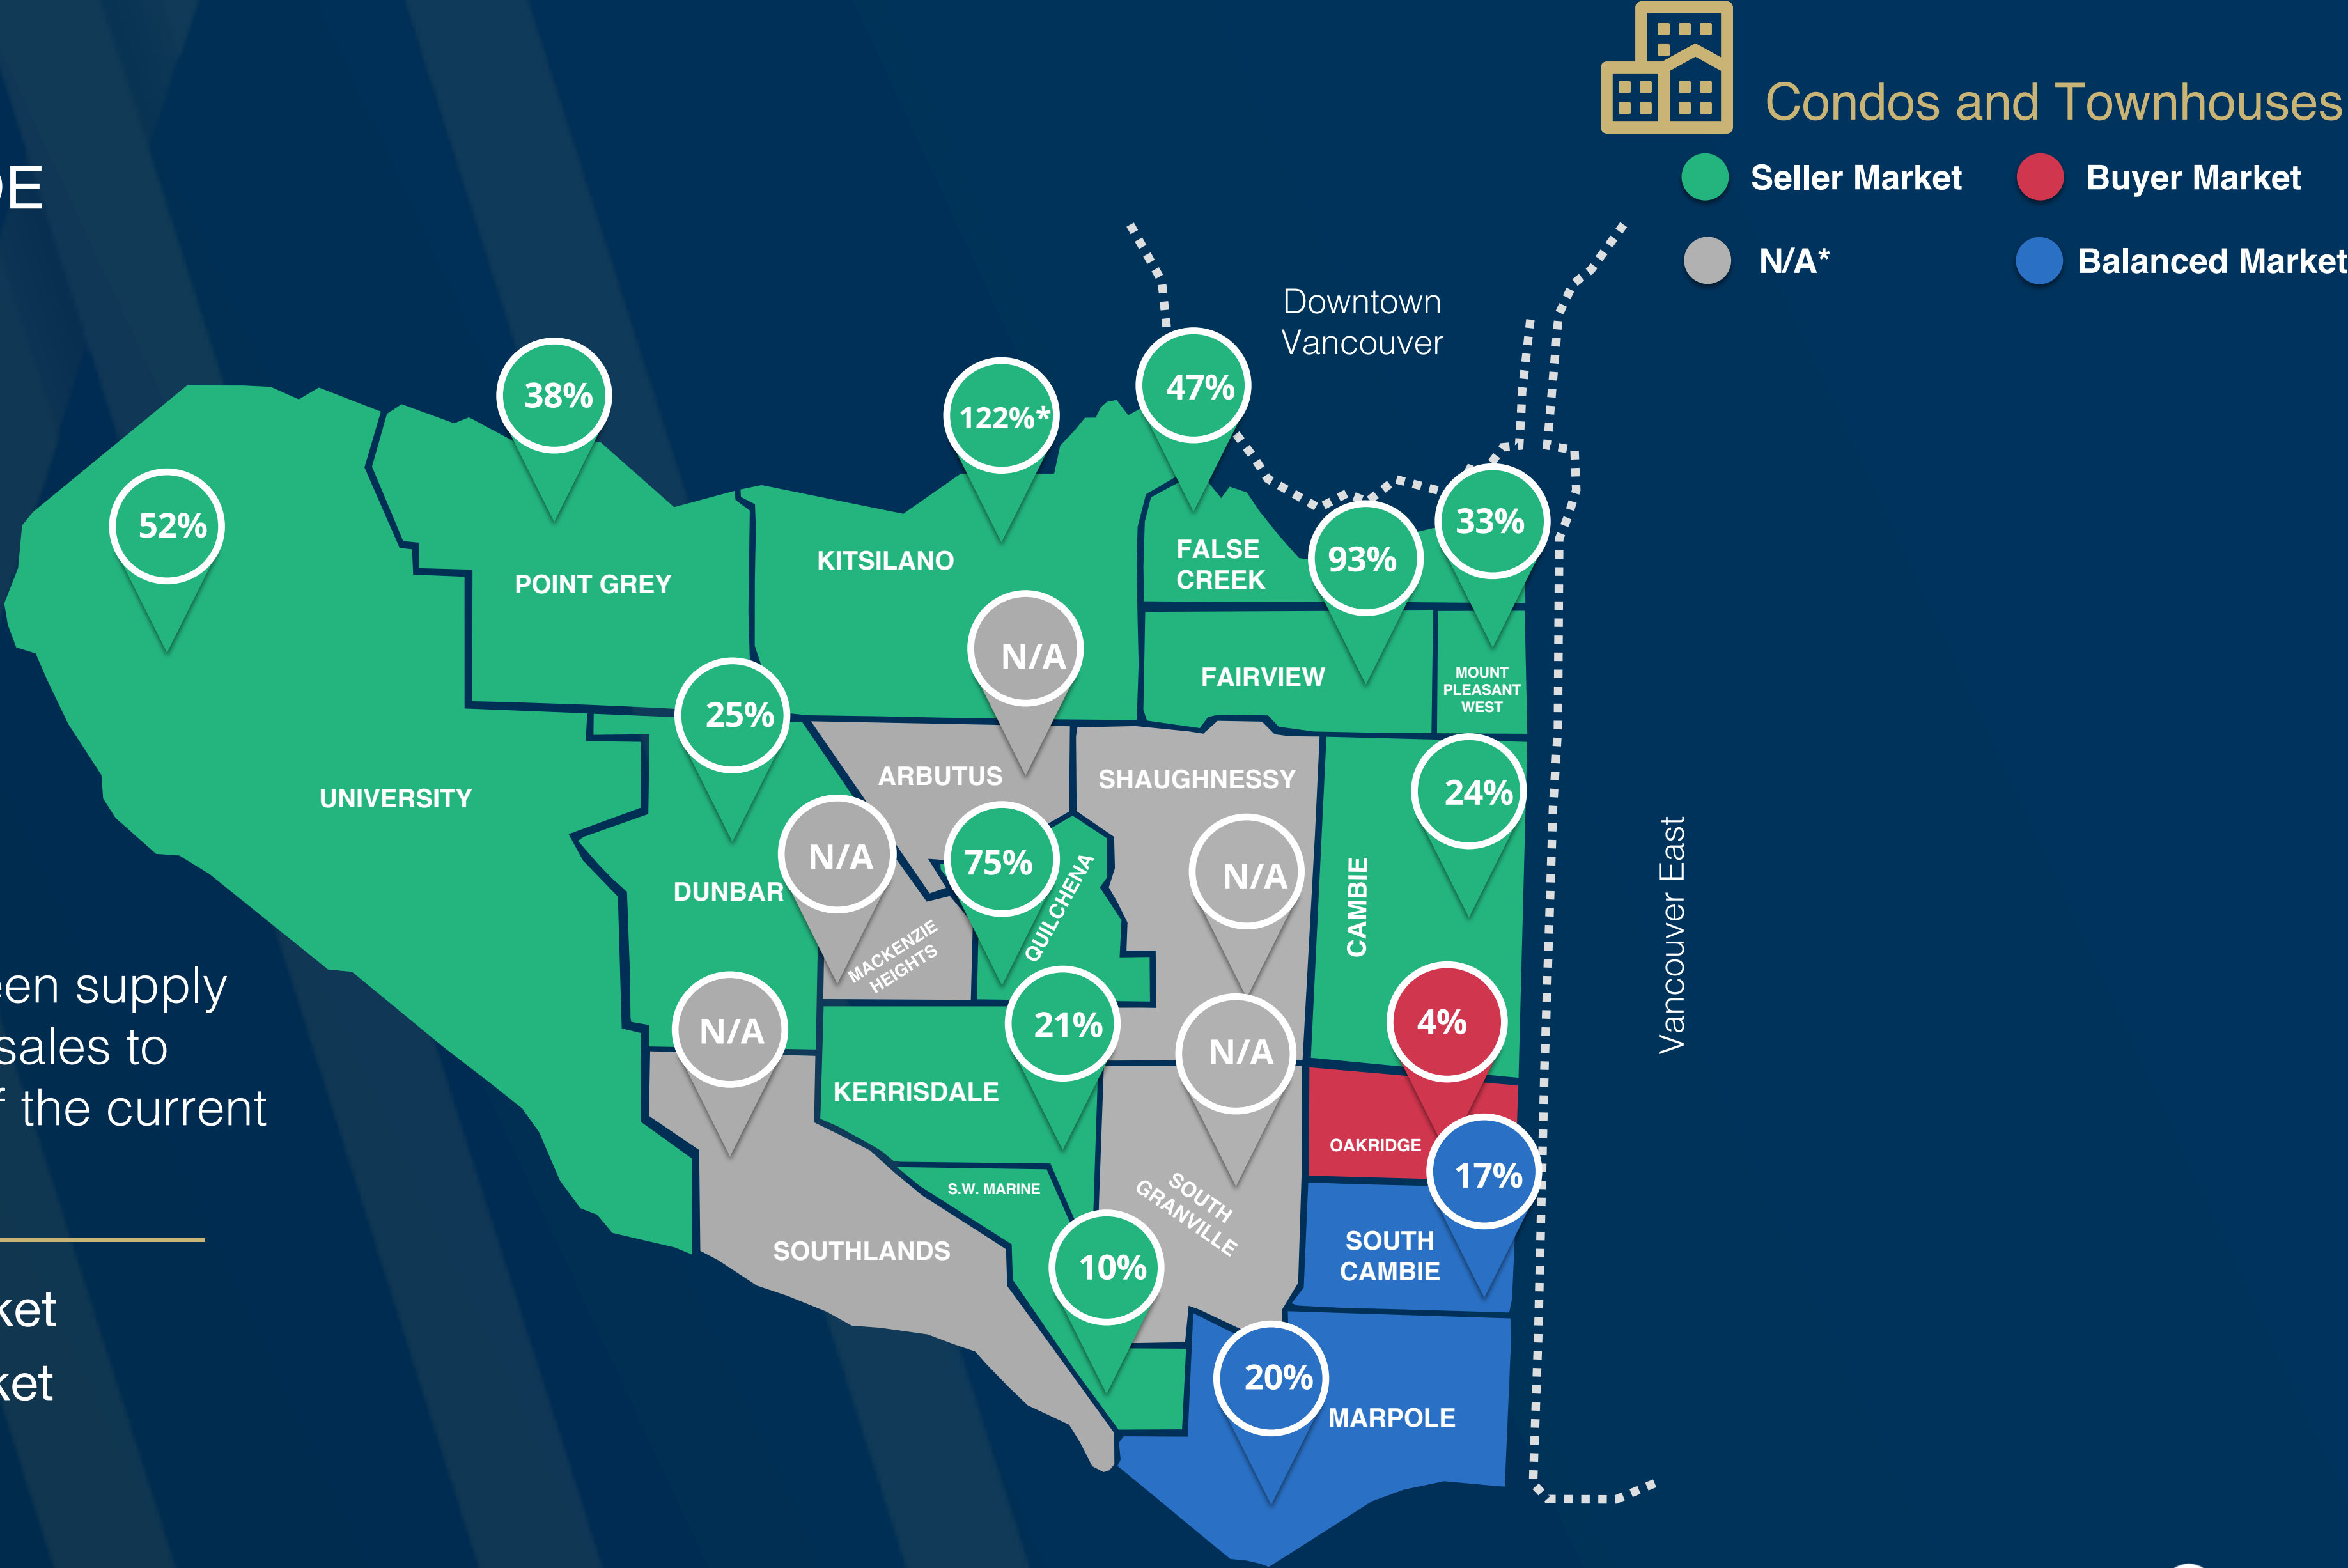 DE
Condos and Townhouses
Seller Market
Buyer Market
N/A*
Balanced Market
Downtown
Vancouver
38%
122%*
47%
52%
93%
33%
POINT GREY
KITSILANO
FALSE
CREEK
N/A
FAIRVIEW
MOUNT
PLEASANT
WEST
25%
UNIVERSITY
ARBUTUS
SHAUGHNESSY
24%
DUNBAR
N/A
75%
QUILCHENA
N/A
CAMBIE
Vancouver East
MACKENZIE
HEIGHTS
een supply
sales to
f the current
N/A
21%
N/A
4%
KERRISDALE
OAKRIDGE
17%
S.W. MARINE
SOUTH
GRANVILLE
SOUTHLANDS
10%
SOUTH
CAMBIE
ket
ket
20%
MARPOLE